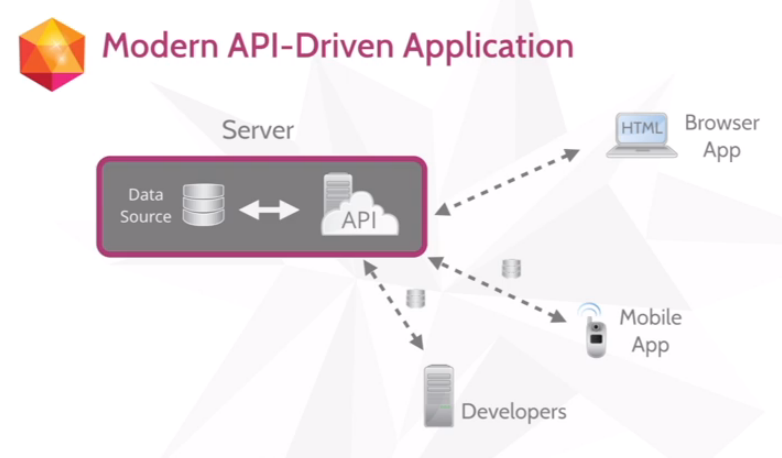 Modern API-Driven Application
Server
Data
Source
API
HTML
Browser
App
Mobile
App
Developers